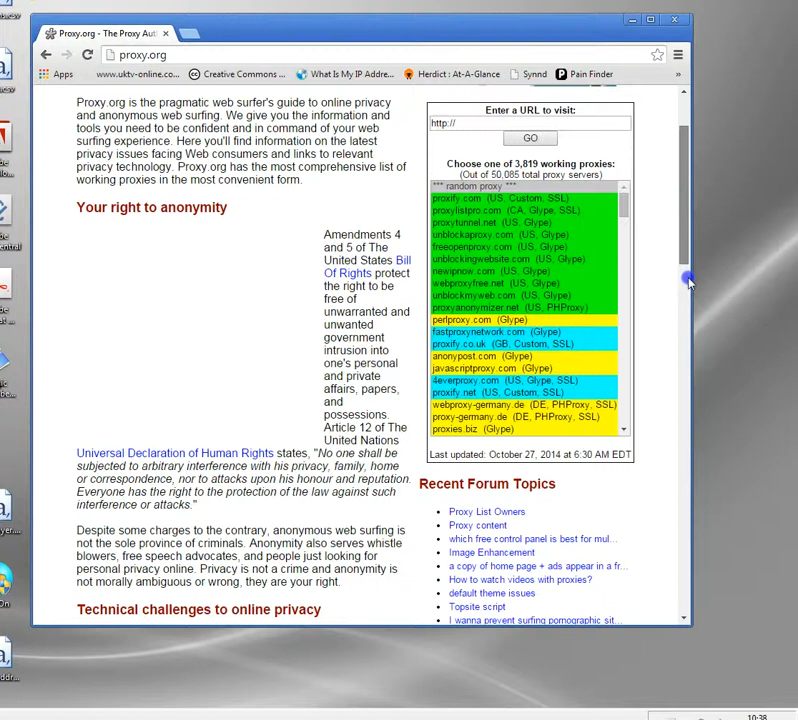 s.csv
Proxy.org - The Proxy Aut
proxy.org
Apps
www.uktv-online.co...
Creative Commons ...
What Is My IP Addre...
Herdict : At-A-Glance
Synnd
Pain Finder
»
Proxy.org is the pragmatic web surfer's guide to online privacy
and anonymous web surfing. We give you the information and
tools you need to be confident and in command of your web
surfing experience. Here you'll find information on the latest
privacy issues facing Web consumers and links to relevant
privacy technology. Proxy.org has the most comprehensive list of
working proxies in the most convenient form.
Your right to anonymity
Amendments 4
and 5 of The
United States Bill
Of Rights protect
the right to be
free of
unwarranted and
unwanted
government
intrusion into
one's personal
and private
affairs, papers,
and
possessions.
Article 12 of The
United Nations
Universal Declaration of Human Rights states, "No one shall be
subjected to arbitrary interference with his privacy, family, home
or correspondence, nor to attacks upon his honour and reputation.
Everyone has the right to the protection of the law against such
interference or attacks."
Despite some charges to the contrary, anonymous web surfing is
not the sole province of criminals. Anonymity also serves whistle
blowers, free speech advocates, and people just looking for
personal privacy online. Privacy is not a crime and anonymity is
not morally ambiguous or wrong, they are your right.
Technical challenges to online privacy
Enter a URL to visit:
http://
GO
Choose one of 3,819 working proxies:
(Out of 50,085 total proxy servers)
*** random proxy ***
proxify.com (US, Custom, SSL)
proxylistpro.com (CA, Glype, SSL)
proxytunnel.net (US, Glype)
unblockaproxy.com (US, Glype)
freeopenproxy.com (US, Glype)
unblockingwebsite.com (US, Glype)
newipnow.com (US, Glype)
webproxyfree.net (US, Glype)
unblockmyweb.com (US, Glype)
proxyanonymizer.net (US, PHProxy)
perlproxy.com (Glype)
fastproxynetwork.com (Glype)
proxify.co.uk (GB, Custom, SSL)
anonypost.com (Glype)
javascriptproxy.com (Glype)
4everproxy.com (US, Glype, SSL)
proxify.net (US, Custom, SSL)
webproxy-germany.de (DE, PHProxy, SSL)
proxy-germany.de (DE, PHProxy, SSL)
proxies.biz (Glype)
Last updated: October 27, 2014 at 6:30 AM EDT
Recent Forum Topics
Proxy List Owners
Proxy content
which free control panel is best for mul...
Image Enhancement
a copy of home page + ads appear in a fr...
How to watch videos with proxies?
default theme issues
Topsite script
I wanna prevent surfing pornographic sit...
10:38